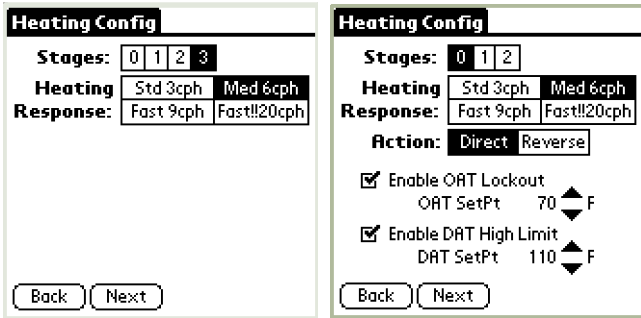 Heating Config
Stages: 0 1 2 3
Heating Std 3cph Med 6cph
Response: Fast 9cph Fast!!20cph
Back Next
Heating Config
Stages: 0 1 2
Heating Std 3cph Med 6cph
Response: Fast 9cph Fast!!20cph
Action: Direct Reverse
Enable OAT Lockout
OAT SetPt 70 F
Enable DAT High Limit
DAT SetPt 110 F
Back Next